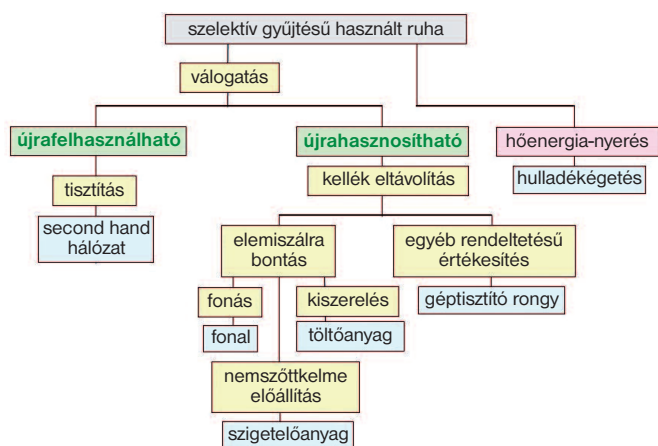 szelektív gyűjtésű használt ruha
válogatás
újrafelhasználható
újrahasznosítható
hőenergia-nyerés
tisztítás
kellék eltávolítás
hulladékégetés
second hand
hálózat
elemiszálra
bontás
egyéb rendeltetésű
értékesítés
fonás
kiszerelés
géptisztító rongy
fonal
töltőanyag
nemszőttkelme
előállítás
szigetelőanyag